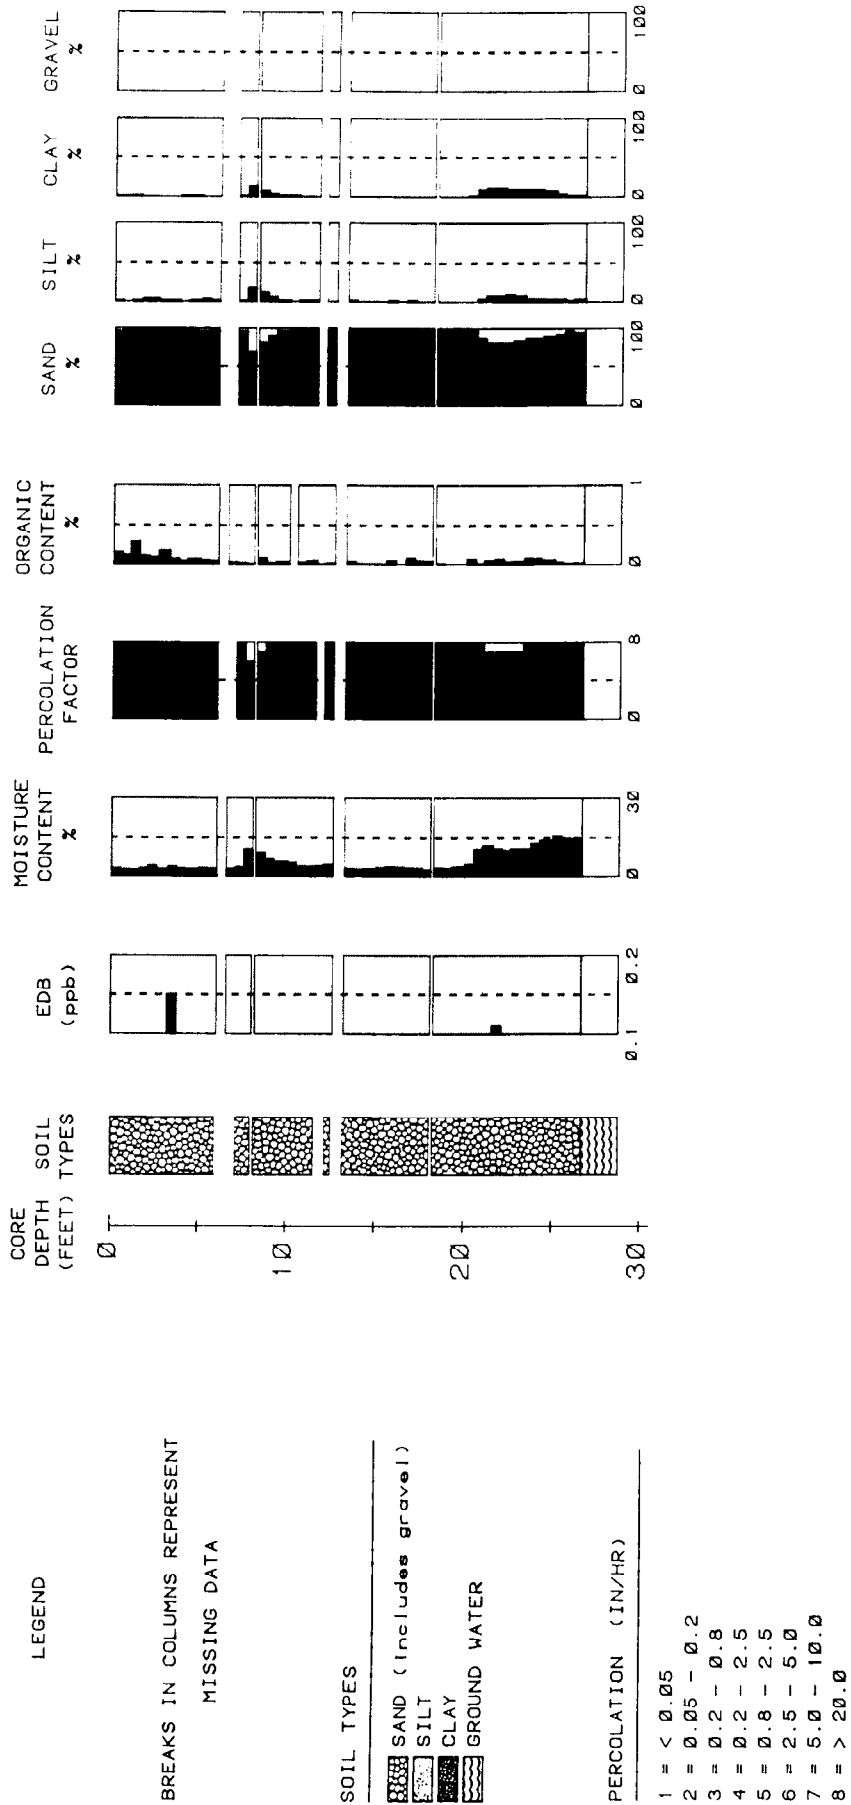 CORE
DEPTH
(FEET)
SOIL
TYPES
EDB
(ppb)
MOISTURE
CONTENT
%
PERCOLATION
FACTOR
ORGANIC
CONTENT
%
SAND
%
SILT
%
CLAY
%
GRAVEL
%
0
10
20
30
0.1 0.2
0 30
0 8
0 1
0 100
0 100
0 100
0 100
LEGEND
BREAKS IN COLUMNS REPRESENT
MISSING DATA
SOIL TYPES
SAND (includes gravel)
SILT
CLAY
GROUND WATER
PERCOLATION (IN/HR)
1 = < 0.05
2 = 0.05 - 0.2
3 = 0.2 - 0.8
4 = 0.2 - 2.5
5 = 0.8 - 2.5
6 = 2.5 - 5.0
7 = 5.0 - 10.0
8 = > 20.0